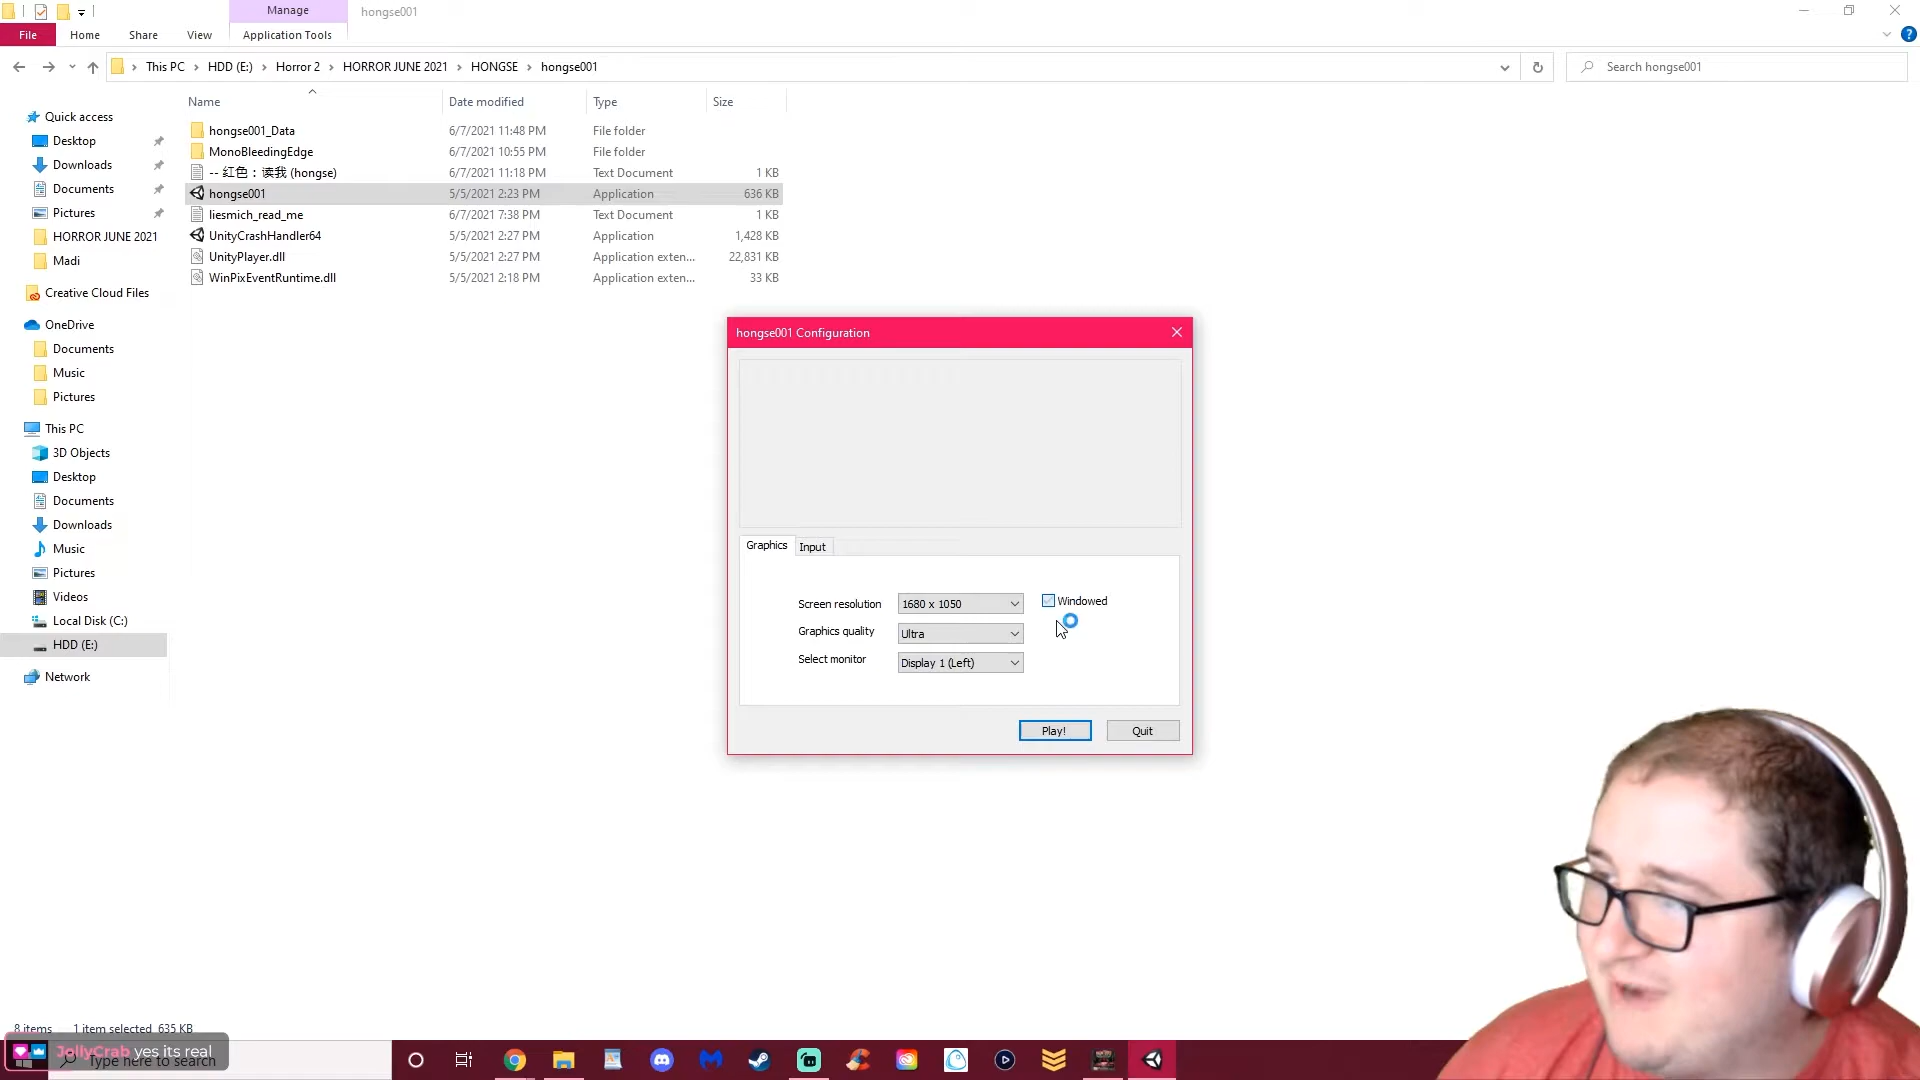 Manage
hongse001
File
Home
Share
View
Application Tools
This PC
HDD (E:)
Horror 2
HORROR JUNE 2021
HONGSE
hongse001
Search hongse001
Name
Date modified
Type
Size
hongse001_Data 6/7/2021 11:48 PM File folder
MonoBleedingEdge 6/7/2021 10:55 PM File folder
-- 红色：读我 (hongse) 6/7/2021 11:18 PM Text Document 1 KB
hongse001 5/5/2021 2:23 PM Application 636 KB
liesmich_read_me 6/7/2021 7:38 PM Text Document 1 KB
UnityCrashHandler64 5/5/2021 2:27 PM Application 1,428 KB
UnityPlayer.dll 5/5/2021 2:27 PM Application exten... 22,831 KB
WinPixEventRuntime.dll 5/5/2021 2:18 PM Application exten... 33 KB
Quick access
Desktop
Downloads
Documents
Pictures
HORROR JUNE 2021
Madi
Creative Cloud Files
OneDrive
Documents
Music
Pictures
This PC
3D Objects
Desktop
Documents
Downloads
Music
Pictures
Videos
Local Disk (C:)
HDD (E:)
Network
hongse001 Configuration
Graphics
Input
Screen resolution
1680 x 1050
Windowed
Graphics quality
Ultra
Select monitor
Display 1 (Left)
Play!
Quit
8 items
1 item selected 635 KB
JollyCrab yes its real
Type here to search